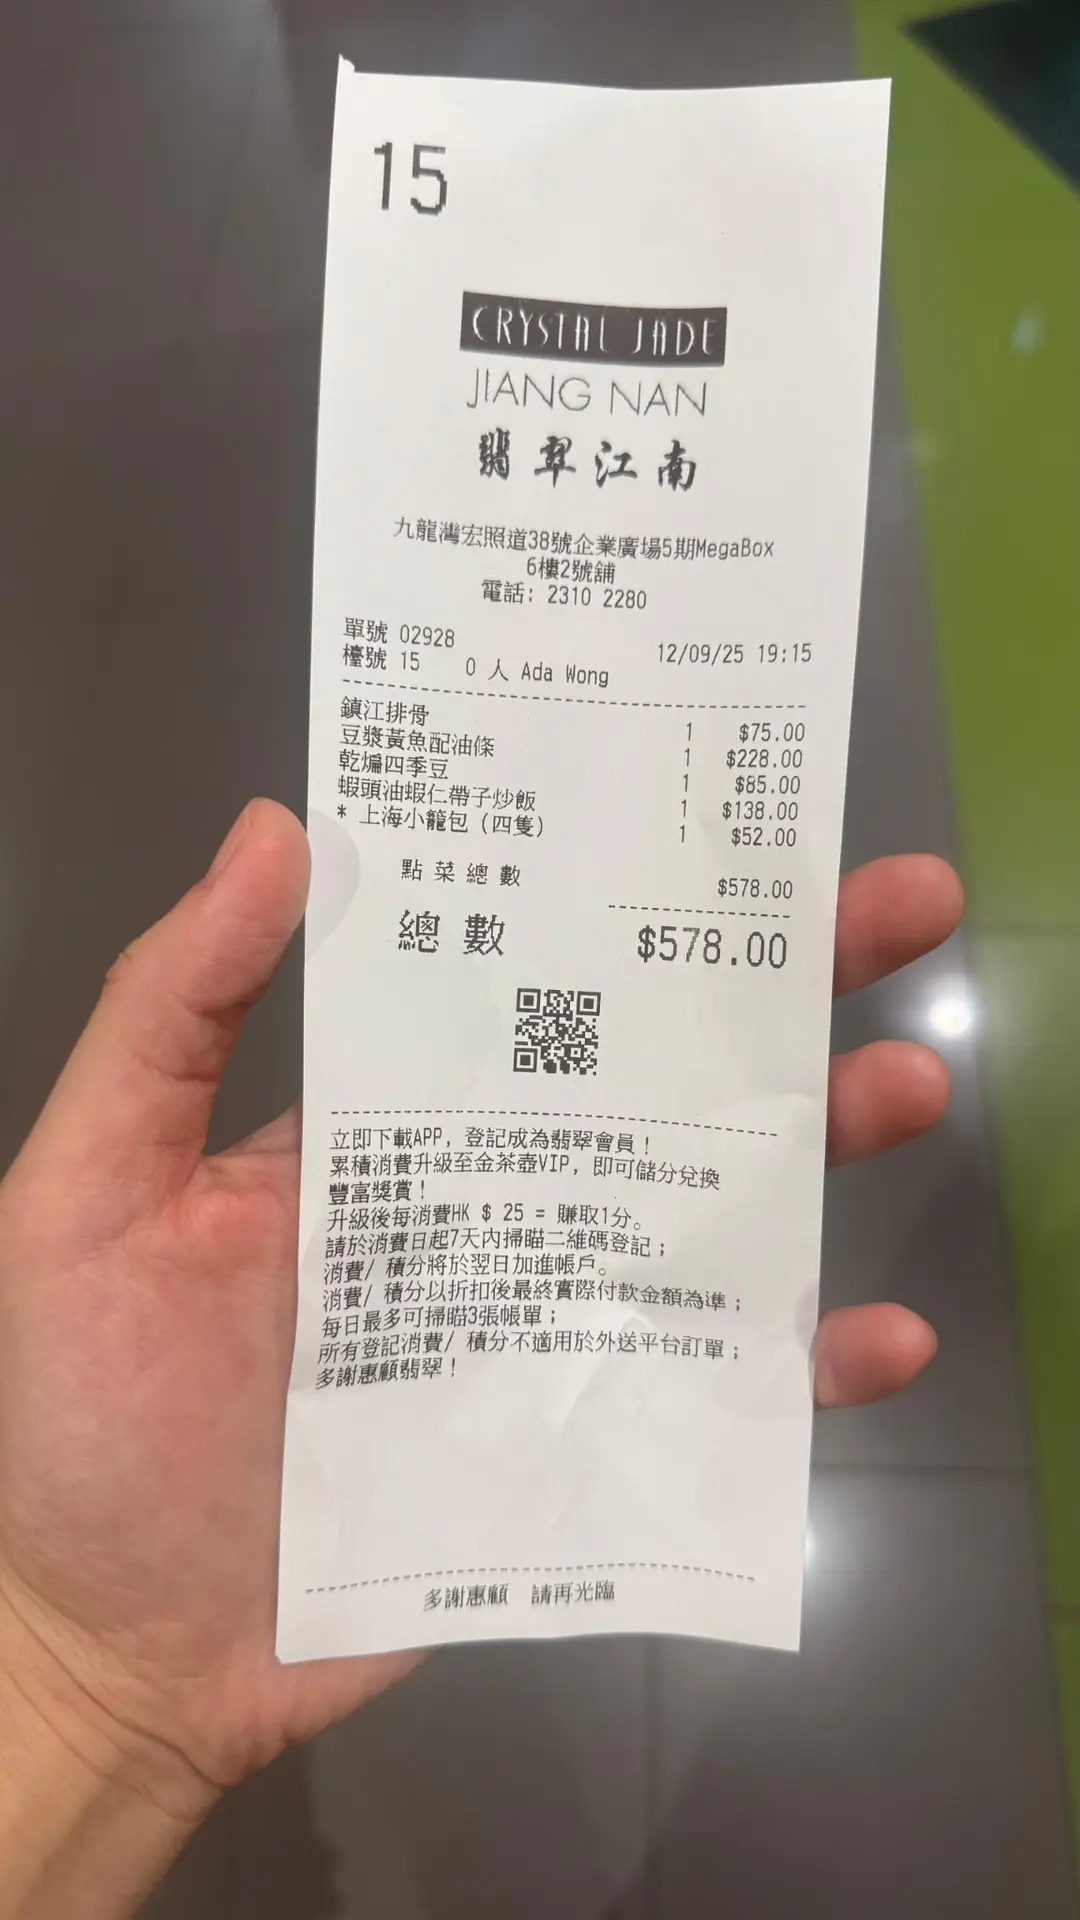 15
CRYSTAL JADE
JIANG NAN
翡翠江南
九龍灣宏照道38號企業廣場5期MegaBox
6樓2號舖
電話: 2310 2280
單號 02928 12/09/25 19:15
檯號 15 0 人 Ada Wong
鎮江排骨 1 $75.00
豆漿黃魚配油條 1 $228.00
乾煸四季豆 1 $85.00
蝦頭油蝦仁帶子炒飯 1 $138.00
* 上海小籠包 (四隻) 1 $52.00
點菜總數 $578.00
總數 $578.00
立即下載APP, 登記成為翡翠會員!
累積消費升級至金茶壺VIP, 即可儲分兌換
豐富獎賞!
升級後每消費HK $ 25 = 賺取1分。
請於消費日起7天內掃瞄二維碼登記;
消費/ 積分將於翌日加進帳戶。
消費/ 積分以折扣後最終實際付款金額為準;
每日最多可掃瞄3張帳單;
所有登記消費/ 積分不適用於外送平台訂單;
多謝惠顧翡翠!
多謝惠顧 請再光臨